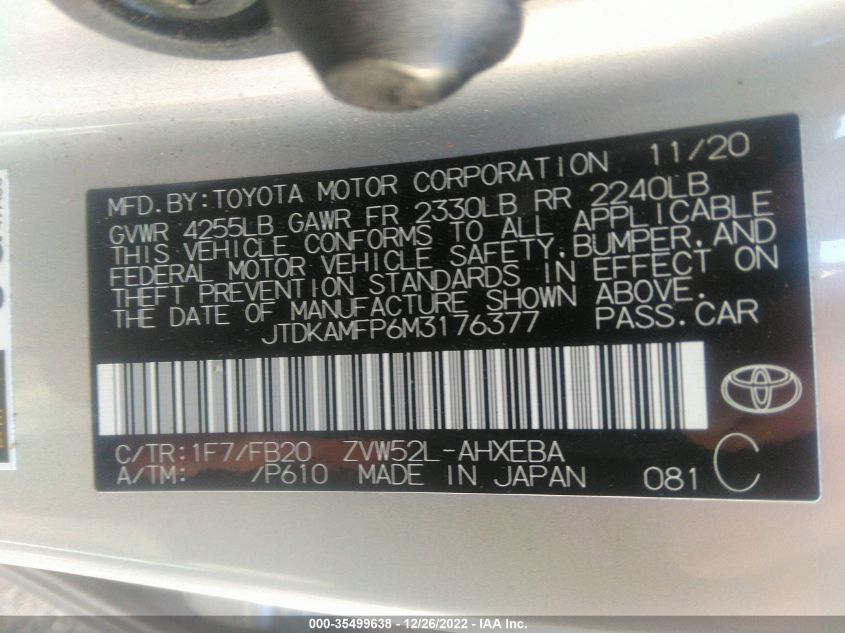 MFD.BY:TOYOTA MOTOR CORPORATION 11/20
GVWR 4255LB GAWR FR 2330LB RR 2240LB
THIS VEHICLE CONFORMS TO ALL APPLICABLE
FEDERAL MOTOR VEHICLE SAFETY,BUMPER,AND
THEFT PREVENTION STANDARDS IN EFFECT ON
THE DATE OF MANUFACTURE SHOWN ABOVE.
JTDKAMFP6M3176377 PASS.CAR
C/TR:1F7/FB20 ZVW52L-AHXEBA C
A/TM: /P610 MADE IN JAPAN 081
000-35499638 - 12/26/2022 - IAA Inc.